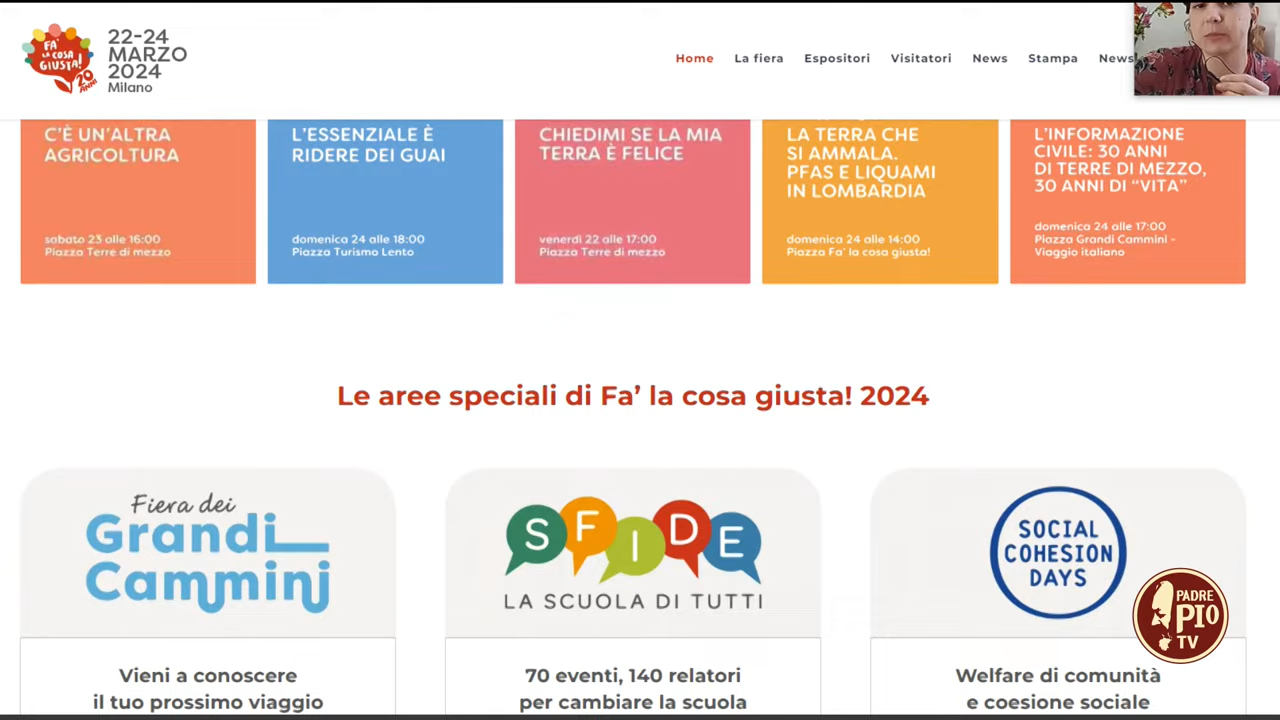 FA'
LA COSA
GIUSTA!
20
ANNI
22-24
MARZO
2024
Milano
Home
La fiera
Espositori
Visitatori
News
Stampa
News
C'È UN'ALTRA
AGRICOLTURA
sabato 23 alle 16:00
Piazza Terre di mezzo
L'ESSENZIALE È
RIDERE DEI GUAI
domenica 24 alle 18:00
Piazza Turismo Lento
CHIEDIMI SE LA MIA
TERRA È FELICE
venerdì 22 alle 17:00
Piazza Terre di mezzo
LA TERRA CHE
SI AMMALA.
PFAS E LIQUAMI
IN LOMBARDIA
domenica 24 alle 14:00
Piazza Fa' la cosa giusta!
L'INFORMAZIONE
CIVILE: 30 ANNI
DI TERRE DI MEZZO,
30 ANNI DI “VITA”
domenica 24 alle 17:00
Piazza Grandi Cammini -
Viaggio italiano
Le aree speciali di Fa’ la cosa giusta! 2024
Fiera dei
Grandi
Cammini
Vieni a conoscere
il tuo prossimo viaggio
SFIDE
LA SCUOLA DI TUTTI
70 eventi, 140 relatori
per cambiare la scuola
SOCIAL
COHESION
DAYS
Welfare di comunità
e coesione sociale
PADRE
PIO
TV